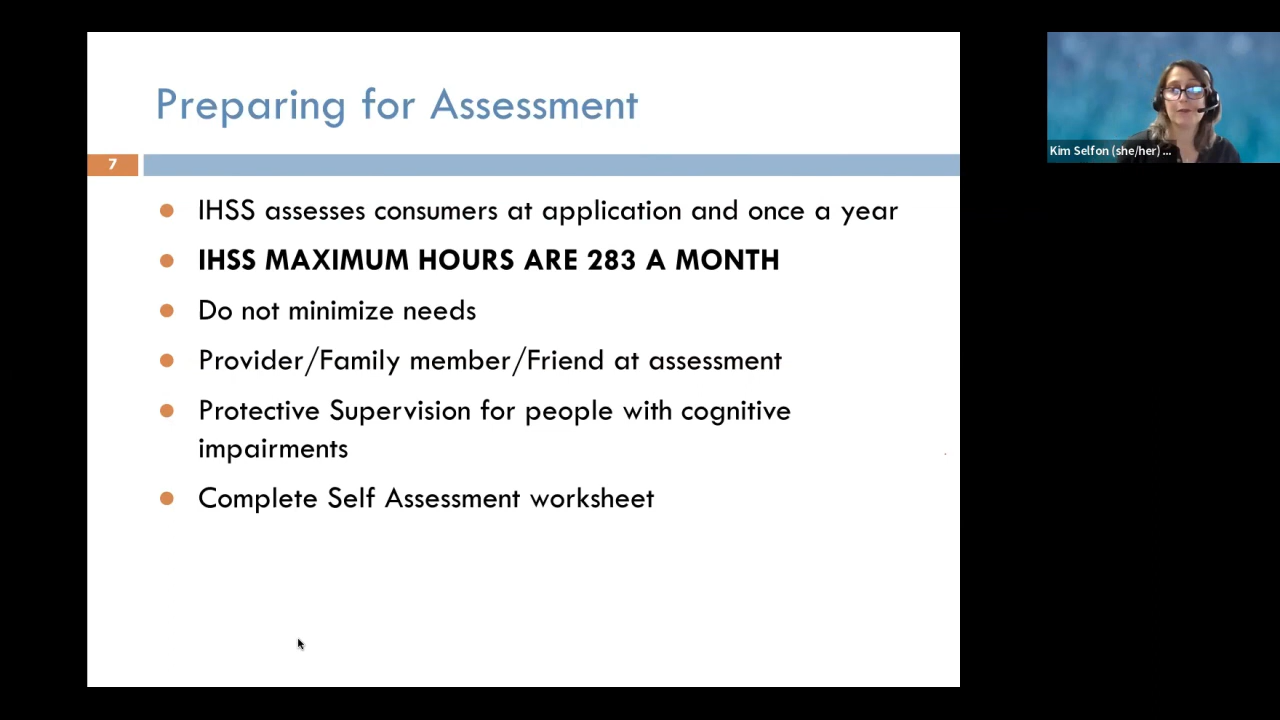 Preparing for Assessment
7
IHSS assesses consumers at application and once a year
IHSS MAXIMUM HOURS ARE 283 A MONTH
Do not minimize needs
Provider/Family member/Friend at assessment
Protective Supervision for people with cognitive
impairments
Complete Self Assessment worksheet
Kim Selfon (she/her) ...